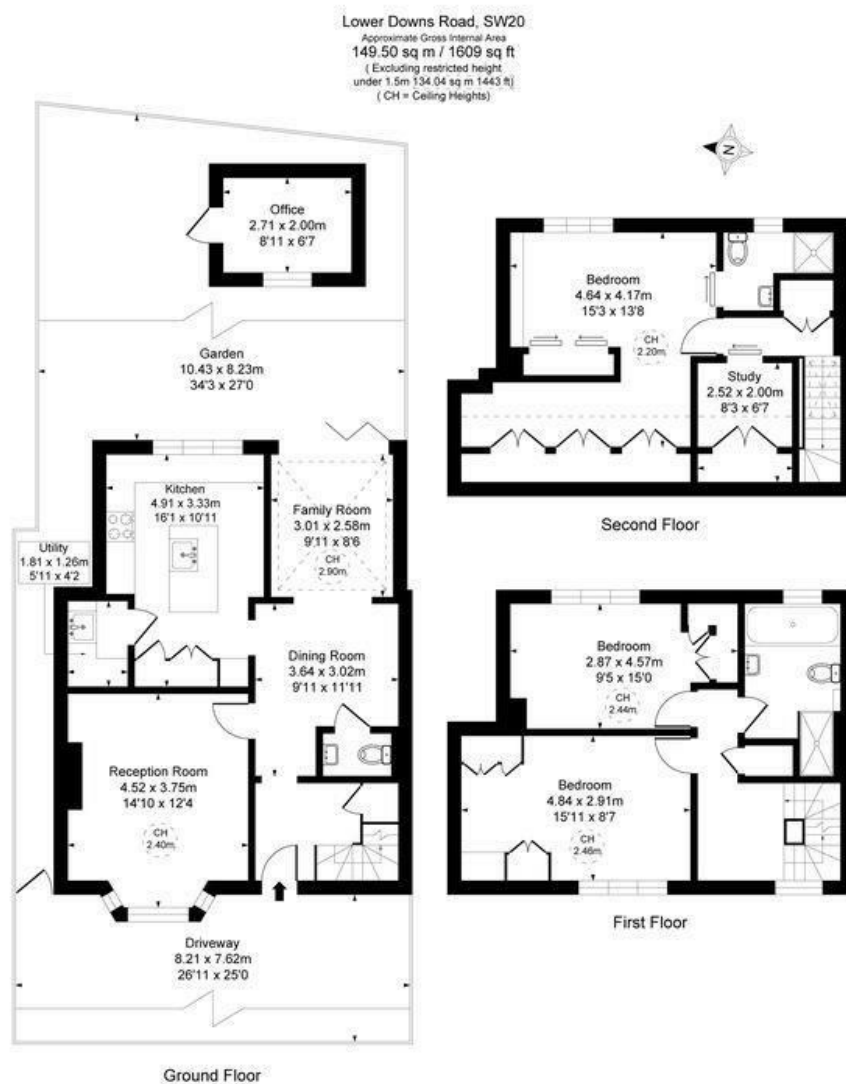 Lower Downs Road, SW20
Approximate Gross Internal Area
149.50 sq m / 1609 sq ft
( Excluding restricted height
under 1.5m 134.04 sq m 1443 ft)
( CH = Ceiling Heights)
N
Office
2.71 x 2.00m
8'11 x 6'7
Garden
10.43 x 8.23m
34'3 x 27'0
Kitchen
4.91 x 3.33m
16'1 x 10'11
Family Room
3.01 x 2.58m
9'11 x 8'6
CH
2.90m
Utility
1.81 x 1.26m
5'11 x 4'2
Dining Room
3.64 x 3.02m
9'11 x 11'11
Reception Room
4.52 x 3.75m
14'10 x 12'4
CH
2.40m
Driveway
8.21 x 7.62m
26'11 x 25'0
Ground Floor
Bedroom
4.64 x 4.17m
15'3 x 13'8
CH
2.20m
Study
2.52 x 2.00m
8'3 x 6'7
Second Floor
Bedroom
2.87 x 4.57m
9'5 x 15'0
CH
2.44m
Bedroom
4.84 x 2.91m
15'11 x 8'7
CH
2.46m
First Floor